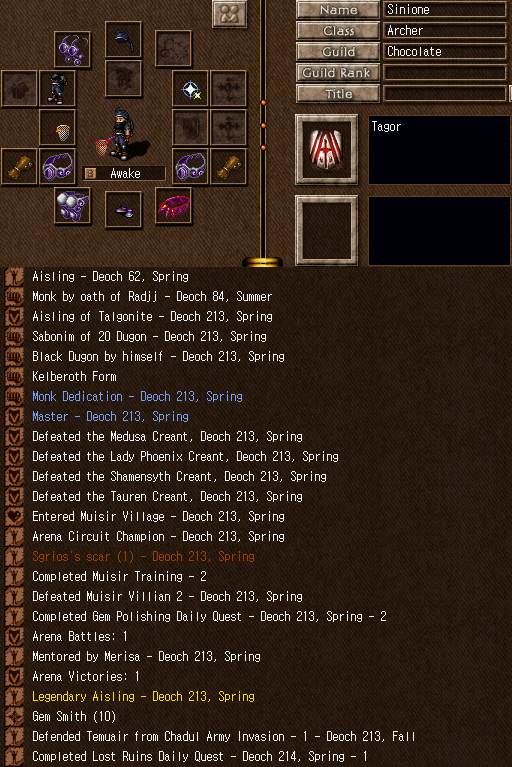 Name Sinione
Class Archer
Guild Chocolate
Guild Rank
Title
Tagor
Awake
Aisling - Deoch 62, Spring
Monk by oath of Radji - Deoch 84, Summer
Aisling of Talgonite - Deoch 213, Spring
Sabonim of 20 Dugon - Deoch 213, Spring
Black Dugon by himself - Deoch 213, Spring
Kelberoth Form
Monk Dedication - Deoch 213, Spring
Master - Deoch 213, Spring
Defeated the Medusa Creant, Deoch 213, Spring
Defeated the Lady Phoenix Creant, Deoch 213, Spring
Defeated the Shamensyth Creant, Deoch 213, Spring
Defeated the Tauren Creant, Deoch 213, Spring
Entered Muisir Village - Deoch 213, Spring
Arena Circuit Champion - Deoch 213, Spring
Sgrios's scar (1) - Deoch 213, Spring
Completed Muisir Training - 2
Defeated Muisir Villian 2 - Deoch 213, Spring
Completed Gem Polishing Daily Quest - Deoch 213, Spring - 2
Arena Battles: 1
Mentored by Merisa - Deoch 213, Spring
Arena Victories: 1
Legendary Aisling - Deoch 213, Spring
Gem Smith (10)
Defended Temuair from Chadul Army Invasion - 1 - Deoch 213, Fall
Completed Lost Ruins Daily Quest - Deoch 214, Spring - 1